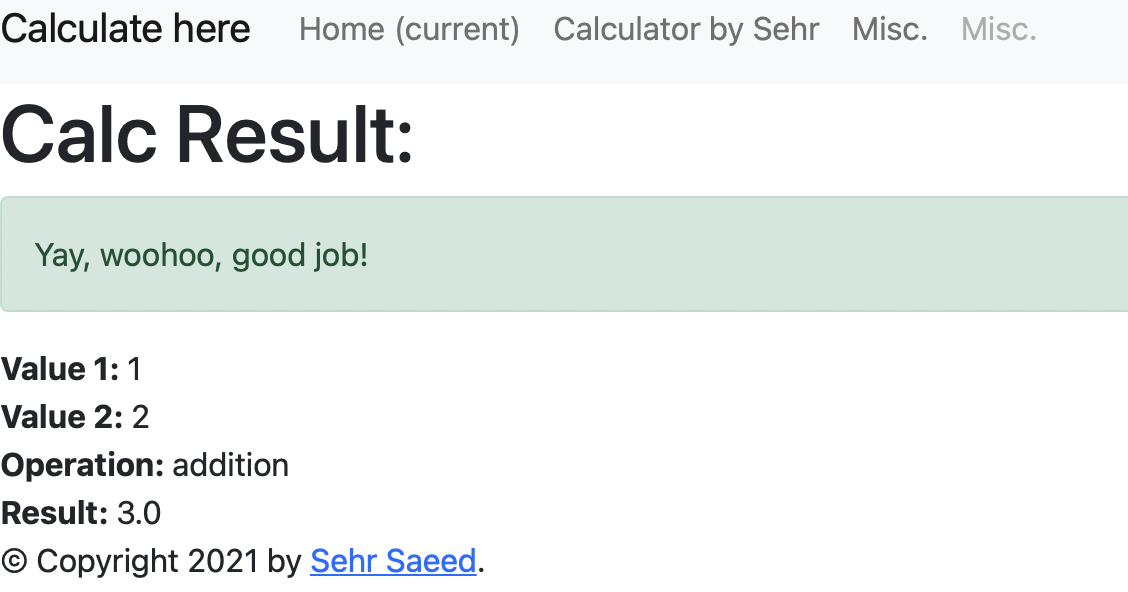 Calculate here Home (current) Calculator by Sehr Misc. Misc.
Calc Result:
Yay, woohoo, good job!
Value 1: 1
Value 2: 2
Operation: addition
Result: 3.0
© Copyright 2021 by Sehr Saeed.